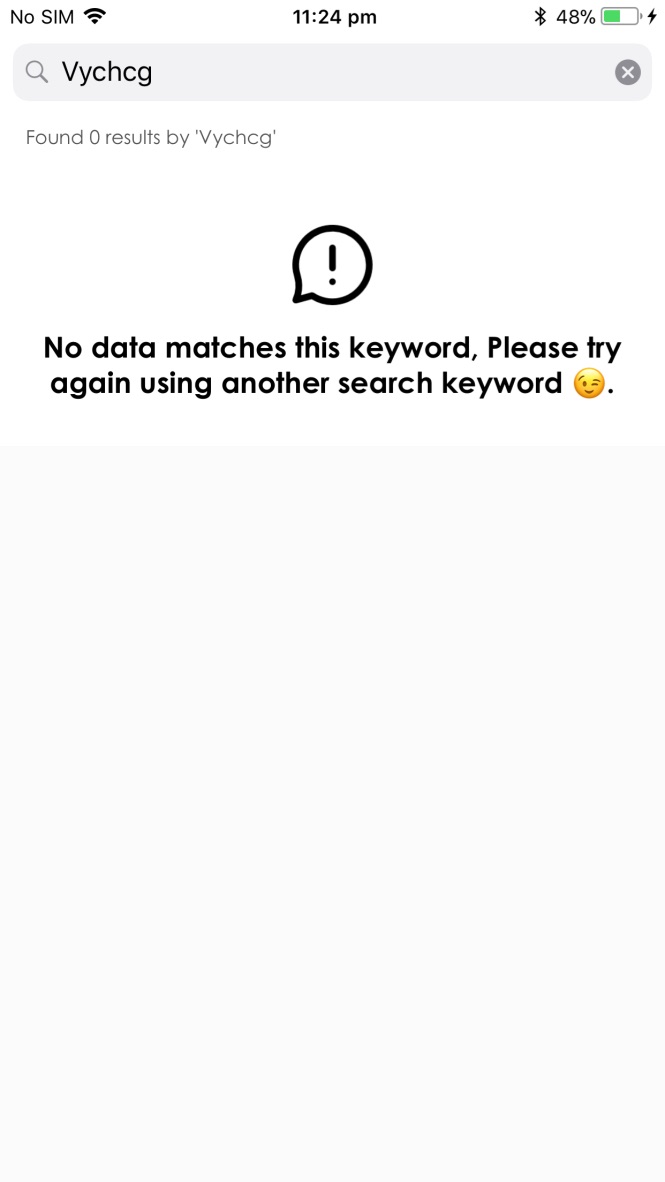 No SIM 11:24 pm 48%
Vychcg
Found 0 results by 'Vychcg'
No data matches this keyword, Please try
again using another search keyword 😉.